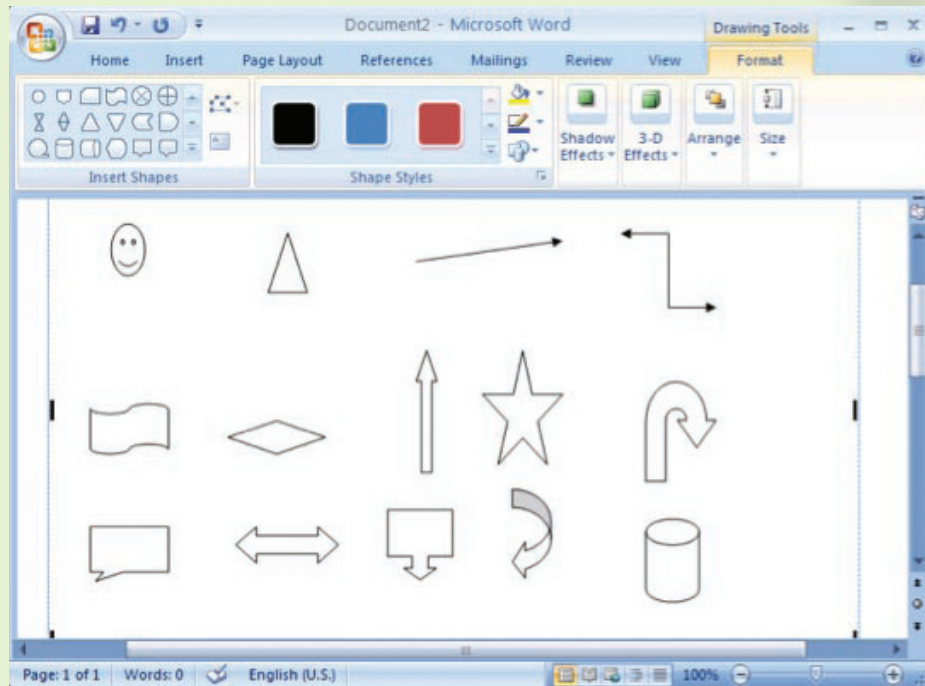 Document2 - Microsoft Word
Drawing Tools
Home Insert Page Layout References Mailings Review View Format
Shadow Effects
3-D Effects
Arrange
Size
Insert Shapes
Shape Styles
Page: 1 of 1 Words: 0 English (U.S.) 100%